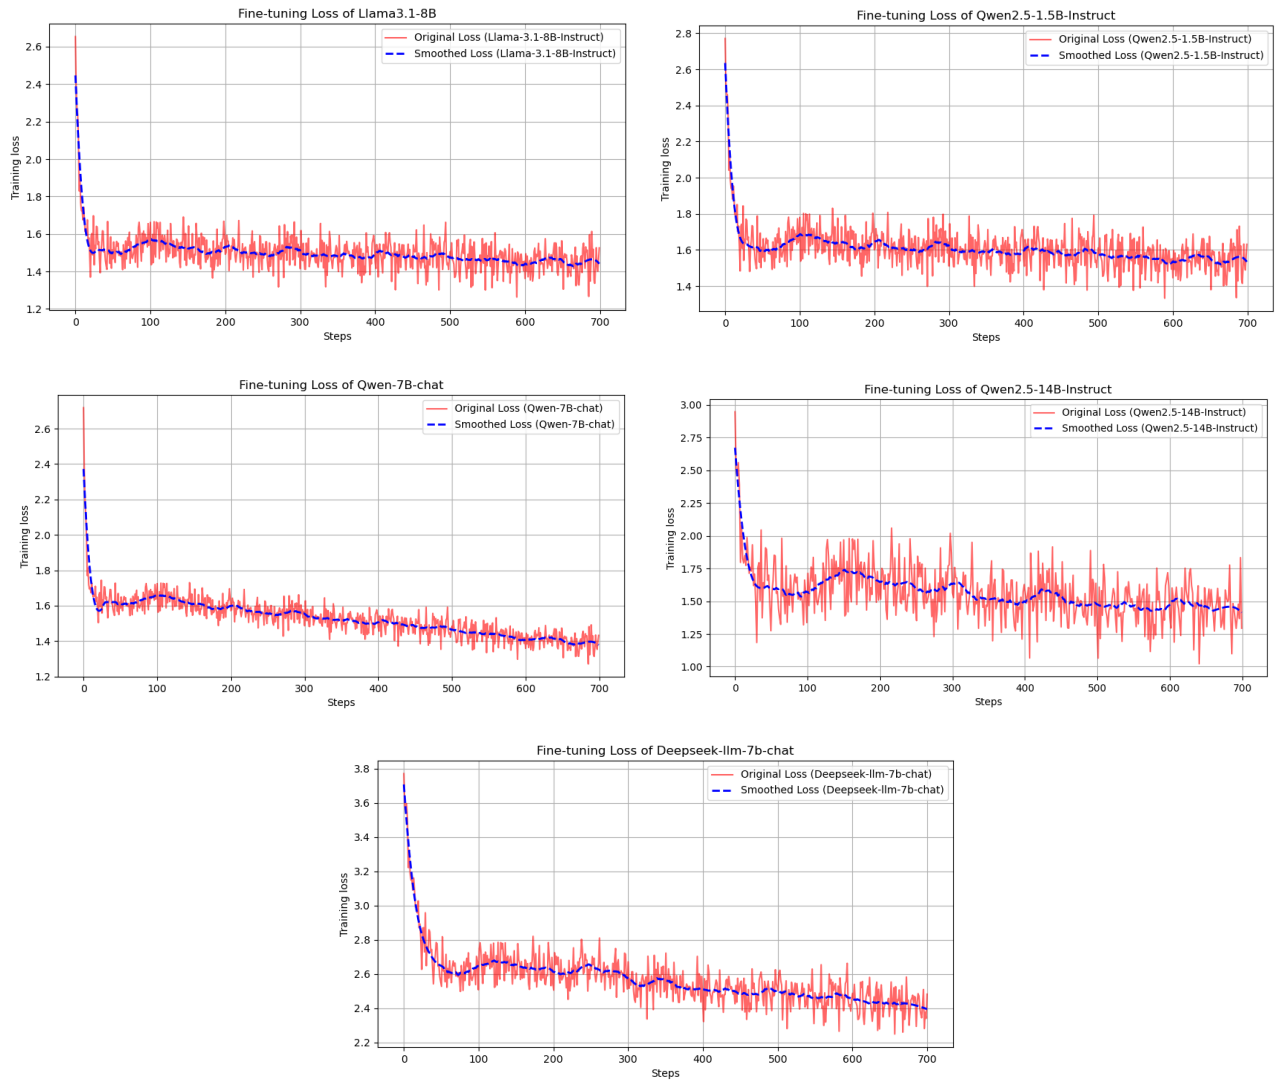 Fine-tuning Loss of Llama3.1-8B
Original Loss (Llama-3.1-8B-Instruct)
Smoothed Loss (Llama-3.1-8B-Instruct)
Training loss
2.6
2.4
2.2
2.0
1.8
1.6
1.4
1.2
0 100 200 300 400 500 600 700
Steps
Fine-tuning Loss of Qwen2.5-1.5B-Instruct
Original Loss (Qwen2.5-1.5B-Instruct)
Smoothed Loss (Qwen2.5-1.5B-Instruct)
Training loss
2.8
2.6
2.4
2.2
2.0
1.8
1.6
1.4
0 100 200 300 400 500 600 700
Steps
Fine-tuning Loss of Qwen-7B-chat
Original Loss (Qwen-7B-chat)
Smoothed Loss (Qwen-7B-chat)
Training loss
2.6
2.4
2.2
2.0
1.8
1.6
1.4
1.2
0 100 200 300 400 500 600 700
Steps
Fine-tuning Loss of Qwen2.5-14B-Instruct
Original Loss (Qwen2.5-14B-Instruct)
Smoothed Loss (Qwen2.5-14B-Instruct)
Training loss
3.00
2.75
2.50
2.25
2.00
1.75
1.50
1.25
1.00
0 100 200 300 400 500 600 700
Steps
Fine-tuning Loss of Deepseek-llm-7b-chat
Original Loss (Deepseek-llm-7b-chat)
Smoothed Loss (Deepseek-llm-7b-chat)
Training loss
3.8
3.6
3.4
3.2
3.0
2.8
2.6
2.4
2.2
0 100 200 300 400 500 600 700
Steps